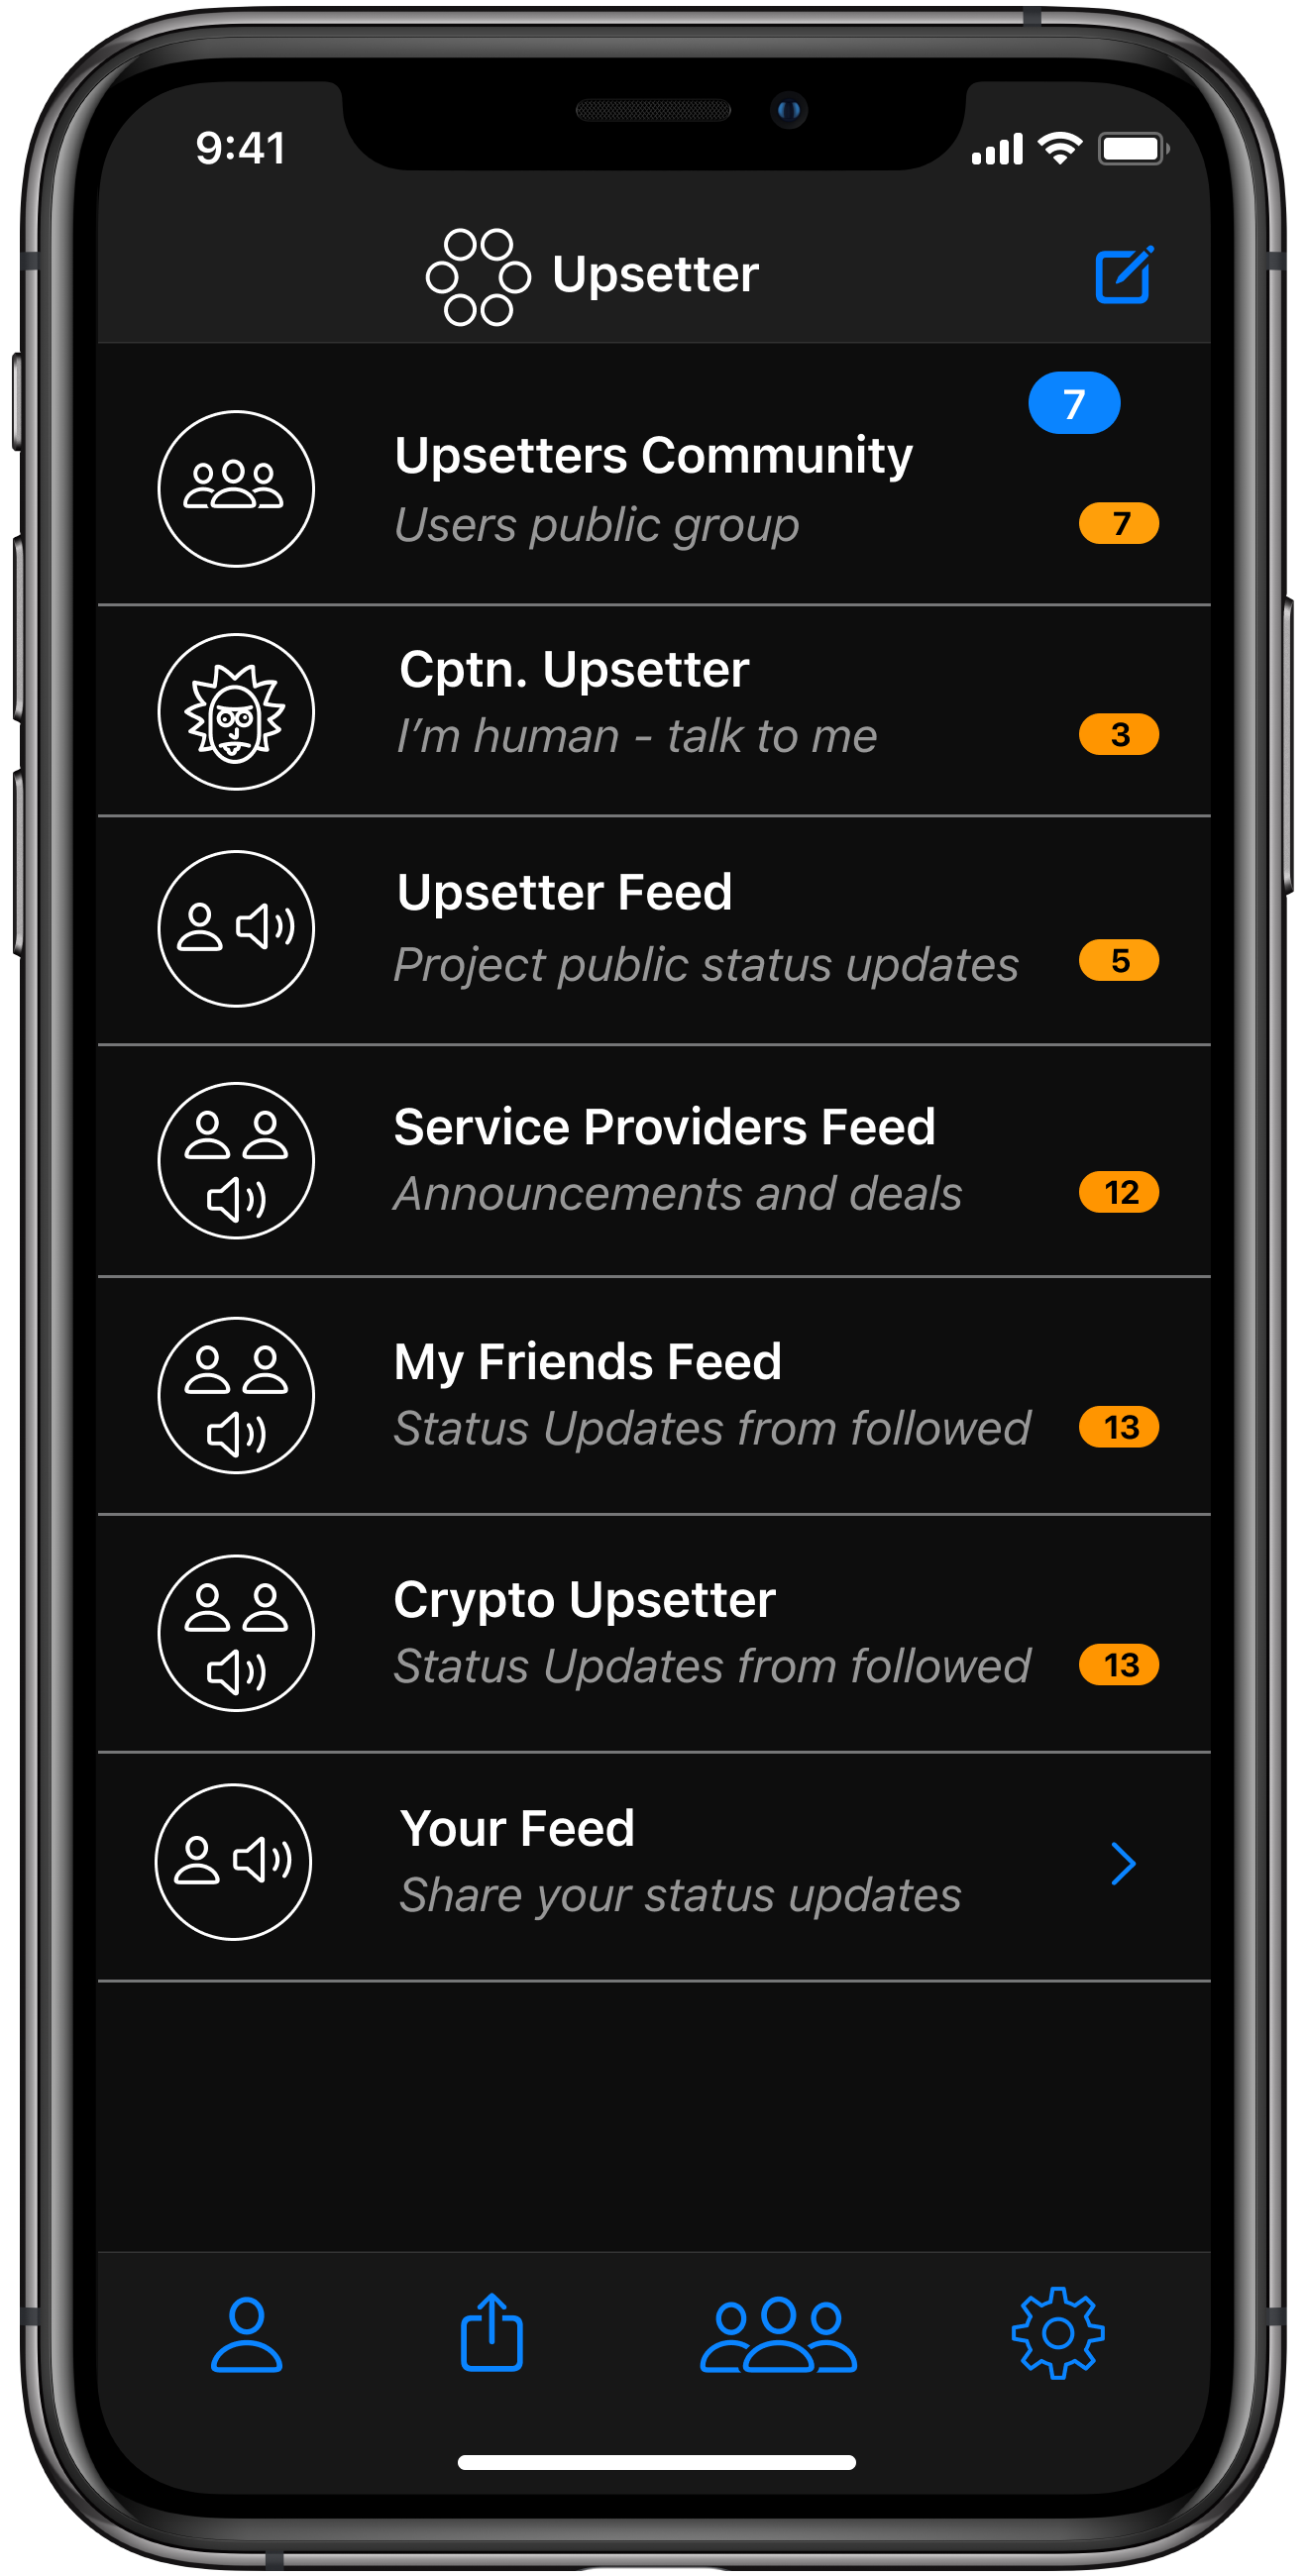 9:41
Upsetter
7
Upsetters Community
Users public group
7
Cptn. Upsetter
I’m human - talk to me
3
Upsetter Feed
Project public status updates
5
Service Providers Feed
Announcements and deals
12
My Friends Feed
Status Updates from followed
13
Crypto Upsetter
Status Updates from followed
13
Your Feed
Share your status updates